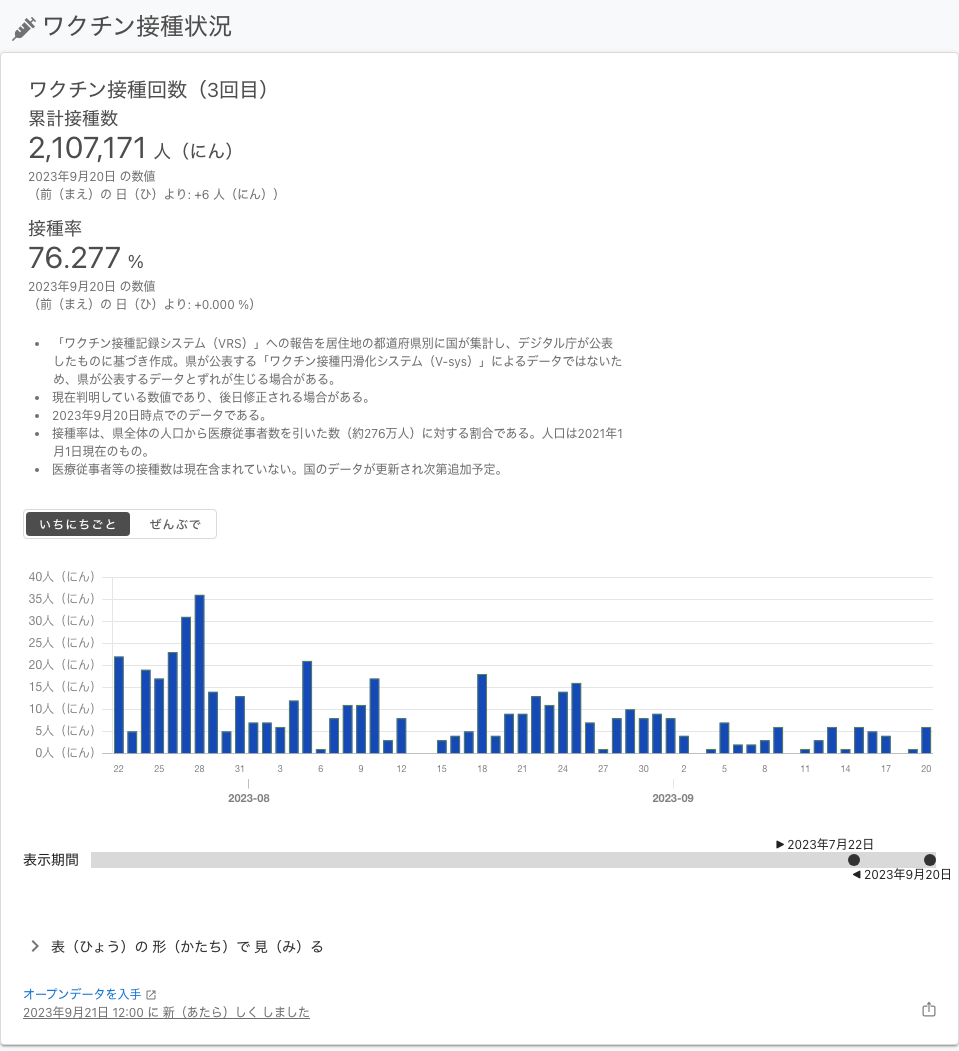 ワクチン接種状況
ワクチン接種回数（3回目）
累計接種数
2,107,171 人（にん）
2023年9月20日 の数値
（前（まえ）の 日（ひ）より: +6 人（にん））
接種率
76.277 %
2023年9月20日 の数値
（前（まえ）の 日（ひ）より: +0.000 %）
• 「ワクチン接種記録システム（VRS）」への報告を居住地の都道府県別に国が集計し、デジタル庁が公表
したものに基づき作成。県が公表する「ワクチン接種円滑化システム（V-sys）」によるデータではないた
め、県が公表するデータとずれが生じる場合がある。
• 現在判明している数値であり、後日修正される場合がある。
• 2023年9月20日時点でのデータである。
• 接種率は、県全体の人口から医療従事者数を引いた数（約276万人）に対する割合である。人口は2021年1
月1日現在のもの。
• 医療従事者等の接種数は現在含まれていない。国のデータが更新され次第追加予定。
いちにちごと ぜんぶで
40人（にん）
35人（にん）
30人（にん）
25人（にん）
20人（にん）
15人（にん）
10人（にん）
5人（にん）
0人（にん）
22 25 28 31 3 6 9 12 15 18 21 24 27 30 2 5 8 11 14 17 20
2023-08 2023-09
2023年7月22日
表示期間
2023年9月20日
表（ひょう）の 形（かたち）で 見（み）る
オープンデータを入手
2023年9月21日 12:00 に 新（あたら）しく しました